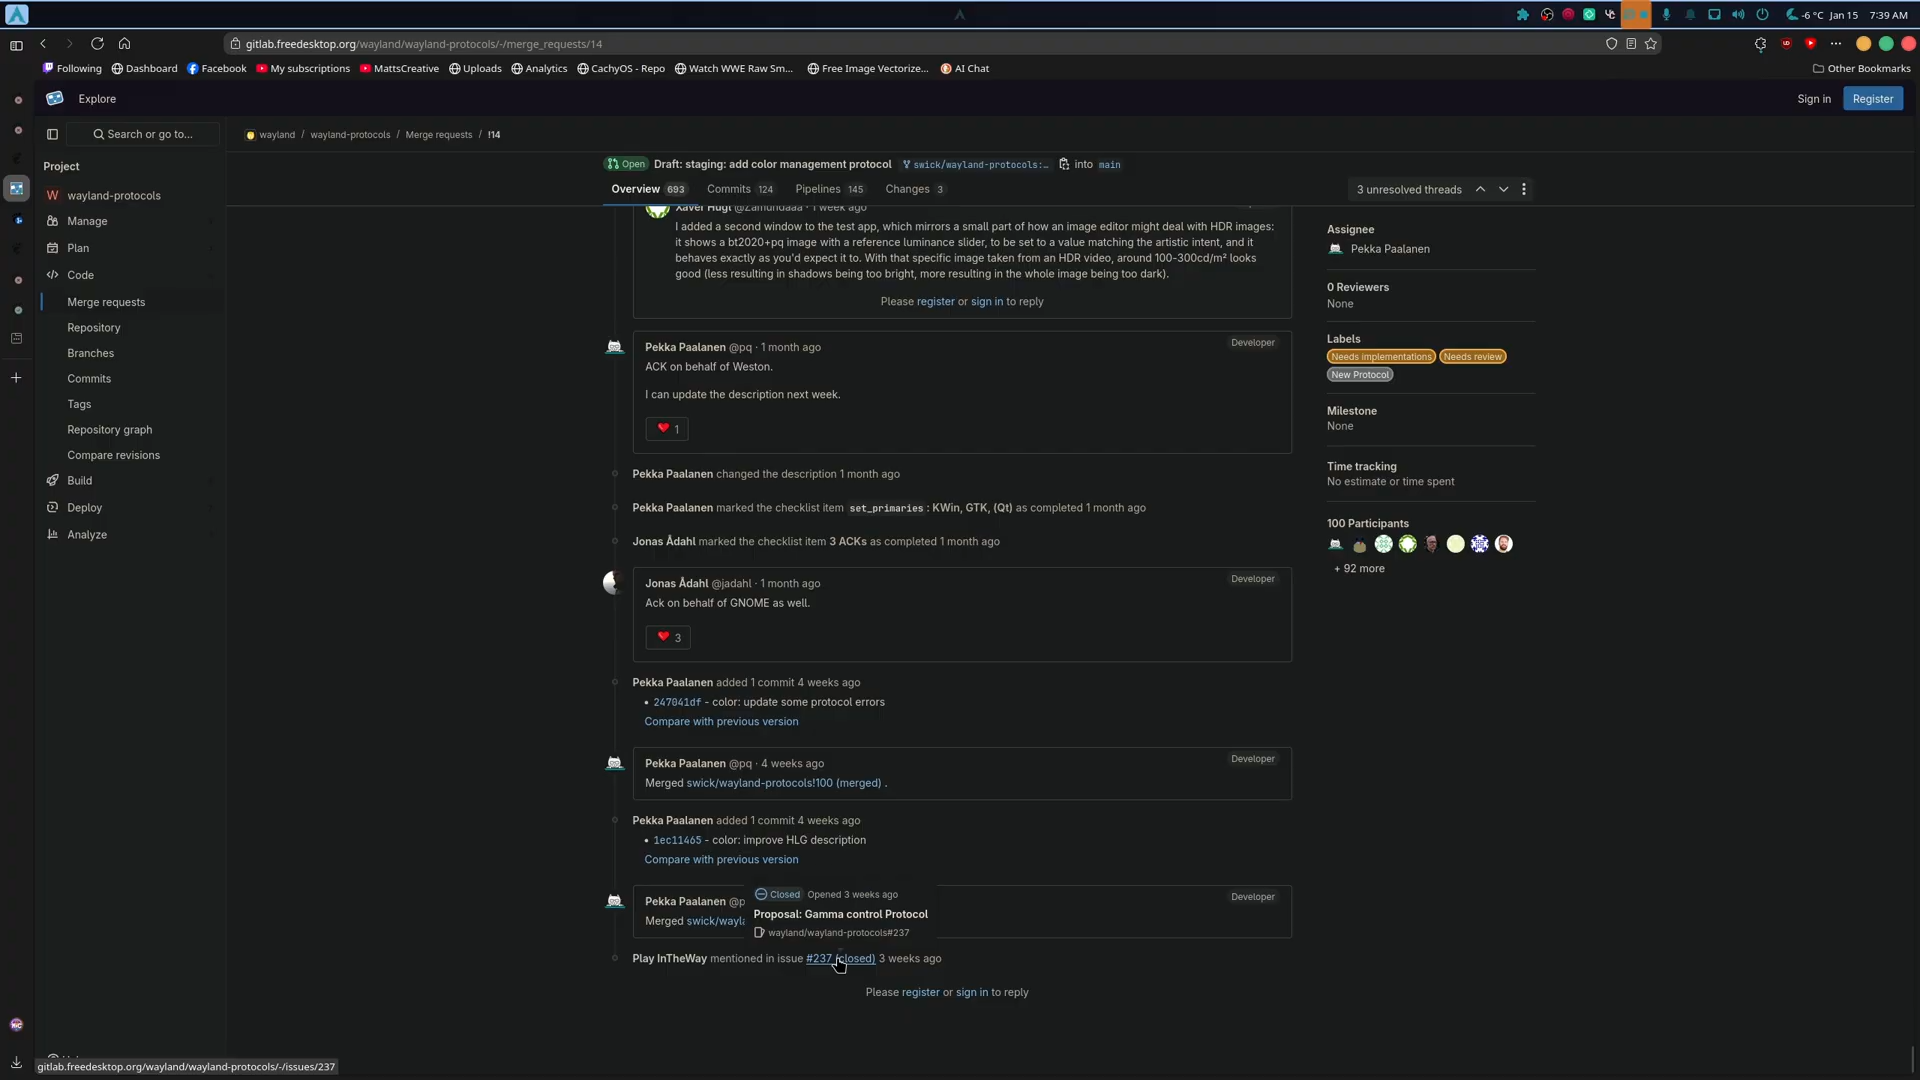 -6 °C Jan 15 7:39 AM
gitlab.freedesktop.org/wayland/wayland-protocols/-/merge_requests/14
Following Dashboard Facebook My subscriptions MattsCreative Uploads Analytics CachyOS - Repo Watch WWE Raw Sm... Free Image Vectorize... AI Chat Other Bookmarks
Explore Sign in Register
Search or go to... wayland / wayland-protocols / Merge requests / !14
Project
Open Draft: staging: add color management protocol swick/wayland-protocols:... into main
Overview 693 Commits 124 Pipelines 145 Changes 3 3 unresolved threads
W wayland-protocols
Manage
Plan
Code
Merge requests
Repository
Branches
Commits
Tags
Repository graph
Compare revisions
Build
Deploy
Analyze
Xaver Hugl @Zamundaaa · 1 week ago
I added a second window to the test app, which mirrors a small part of how an image editor might deal with HDR images:
it shows a bt2020+pq image with a reference luminance slider, to be set to a value matching the artistic intent, and it
behaves exactly as you'd expect it to. With that specific image taken from an HDR video, around 100-300cd/m² looks
good (less resulting in shadows being too bright, more resulting in the whole image being too dark).
Please register or sign in to reply
Pekka Paalanen @pq · 1 month ago Developer
ACK on behalf of Weston.
I can update the description next week.
1
Pekka Paalanen changed the description 1 month ago
Pekka Paalanen marked the checklist item set_primaries : KWin, GTK, (Qt) as completed 1 month ago
Jonas Ådahl marked the checklist item 3 ACKs as completed 1 month ago
Jonas Ådahl @jadahl · 1 month ago Developer
Ack on behalf of GNOME as well.
3
Pekka Paalanen added 1 commit 4 weeks ago
• 247041df - color: update some protocol errors
Compare with previous version
Pekka Paalanen @pq · 4 weeks ago Developer
Merged swick/wayland-protocols!100 (merged) .
Pekka Paalanen added 1 commit 4 weeks ago
• 1ec11465 - color: improve HLG description
Compare with previous version
Closed Opened 3 weeks ago
Proposal: Gamma control Protocol
wayland/wayland-protocols#237
Pekka Paalanen @p Developer
Merged swick/wayla
Play InTheWay mentioned in issue #237 (closed) 3 weeks ago
Please register or sign in to reply
Assignee
Pekka Paalanen
0 Reviewers
None
Labels
Needs implementations Needs review
New Protocol
Milestone
None
Time tracking
No estimate or time spent
100 Participants
+ 92 more
gitlab.freedesktop.org/wayland/wayland-protocols/-/issues/237